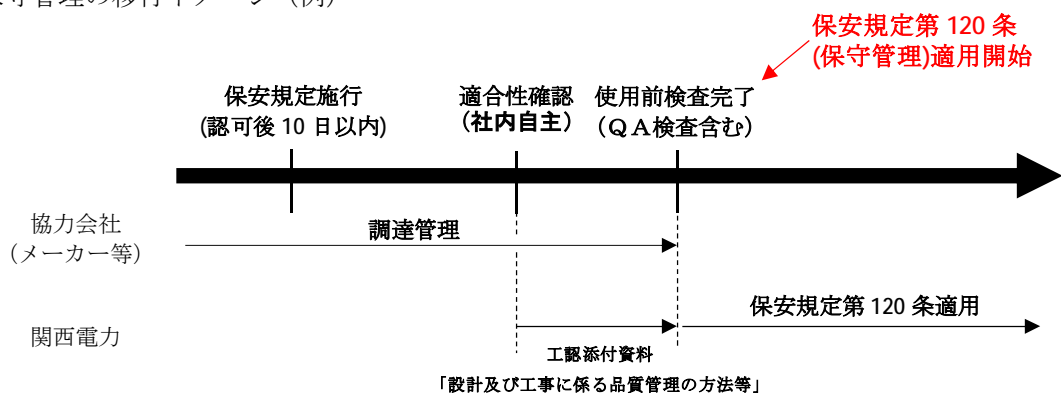 保守管理の移行イメージ（例）
保安規定第 120 条
(保守管理)適用開始
保安規定施行
(認可後 10 日以内)
適合性確認
（社内自主）
使用前検査完了
（ＱＡ検査含む）
協力会社
（メーカー等）
調達管理
関西電力
保安規定第 120 条適用
工認添付資料
「設計及び工事に係る品質管理の方法等」